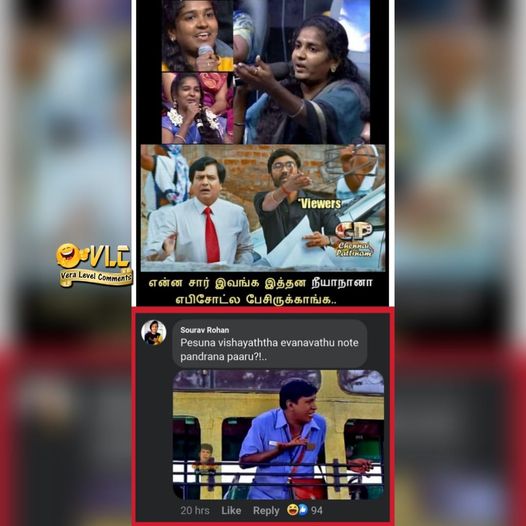 *Viewers
CP
Chennai
Pattinam
VLC
Vera Level Comments
என்ன சார் இவங்க இத்தன நீயாநானா
எபிசோட்ல பேசிருக்காங்க..
Sourav Rohan
Pesuna vishayaththa evanavathu note
pandrana paaru?!..
20 hrs Like Reply 94